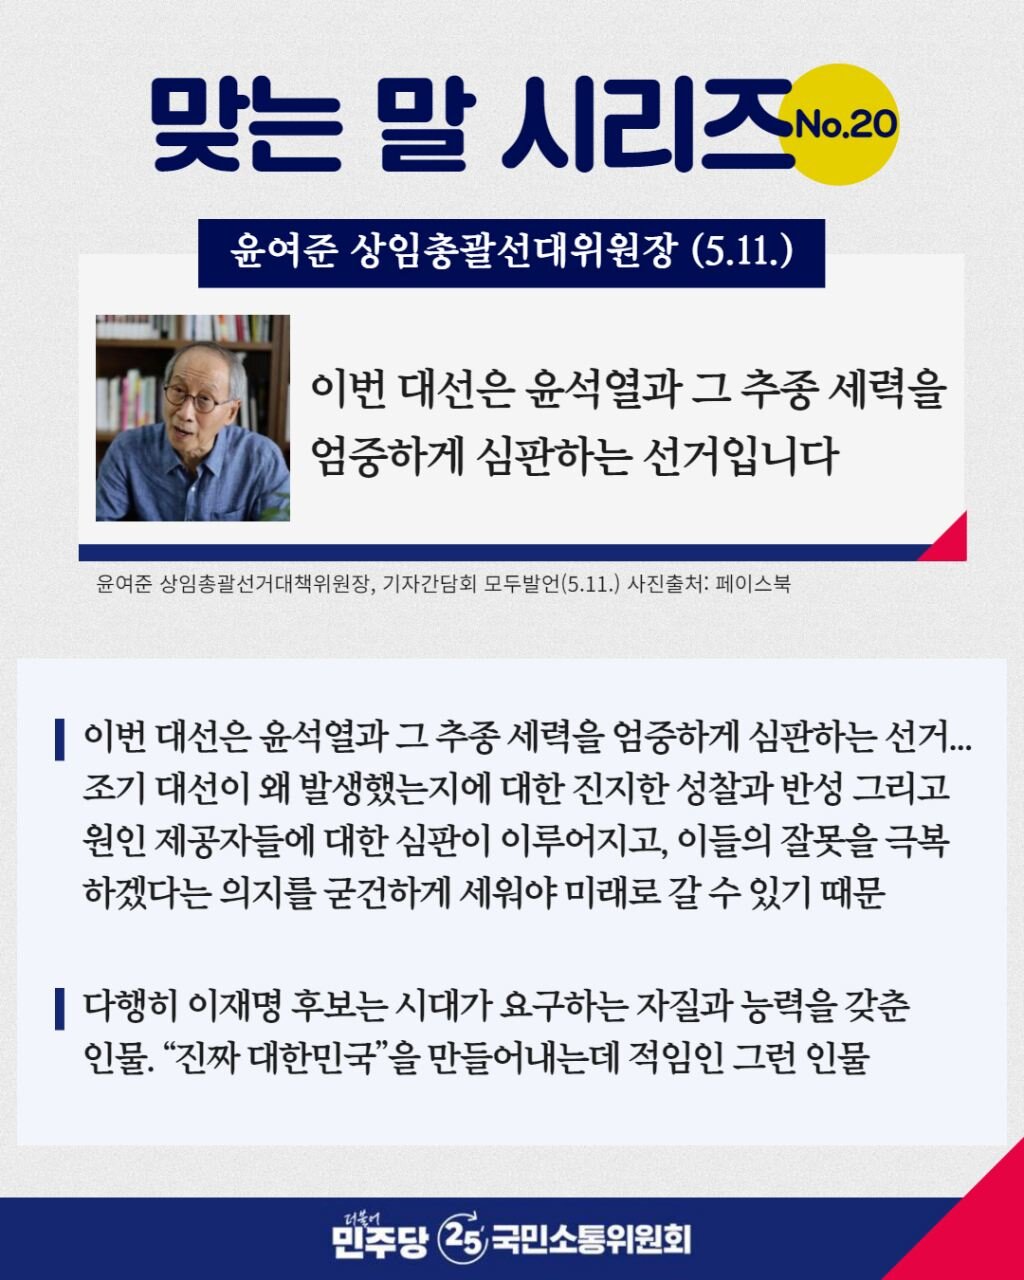 맞는 말 시리즈 No.20
윤여준 상임총괄선대위원장 (5.11.)
이번 대선은 윤석열과 그 추종 세력을
엄중하게 심판하는 선거입니다
윤여준 상임총괄선거대책위원장, 기자간담회 모두발언(5.11.) 사진출처: 페이스북
이번 대선은 윤석열과 그 추종 세력을 엄중하게 심판하는 선거...
조기 대선이 왜 발생했는지에 대한 진지한 성찰과 반성 그리고
원인 제공자들에 대한 심판이 이루어지고, 이들의 잘못을 극복
하겠다는 의지를 굳건하게 세워야 미래로 갈 수 있기 때문
다행히 이재명 후보는 시대가 요구하는 자질과 능력을 갖춘
인물. “진짜 대한민국”을 만들어내는데 적임인 그런 인물
더불어
민주당 25 국민소통위원회